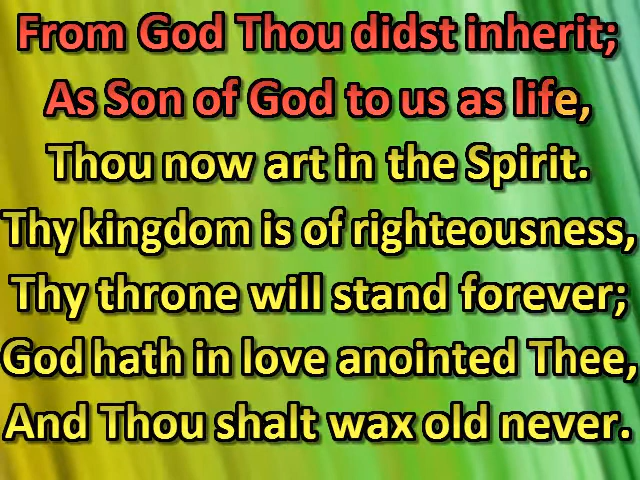 From God Thou didst inherit;
As Son of God to us as life,
Thou now art in the Spirit.
Thy kingdom is of righteousness,
Thy throne will stand forever;
God hath in love anointed Thee,
And Thou shalt wax old never.